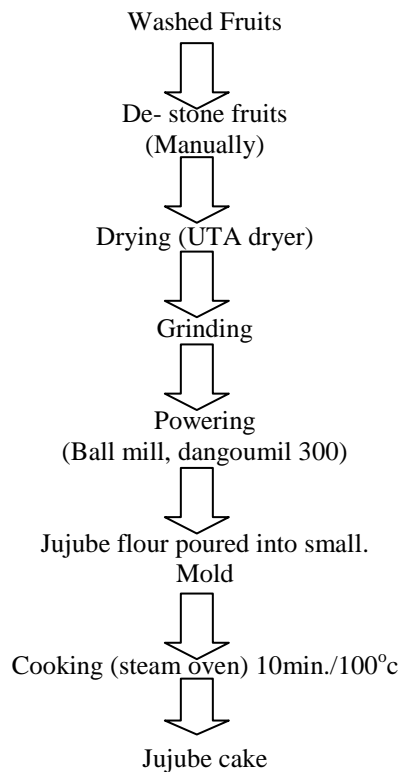 Washed Fruits
De- stone fruits
(Manually)
Drying (UTA dryer)
Grinding
Powering
(Ball mill, dangoumil 300)
Jujube flour poured into small.
Mold
Cooking (steam oven) 10min./100°c
Jujube cake